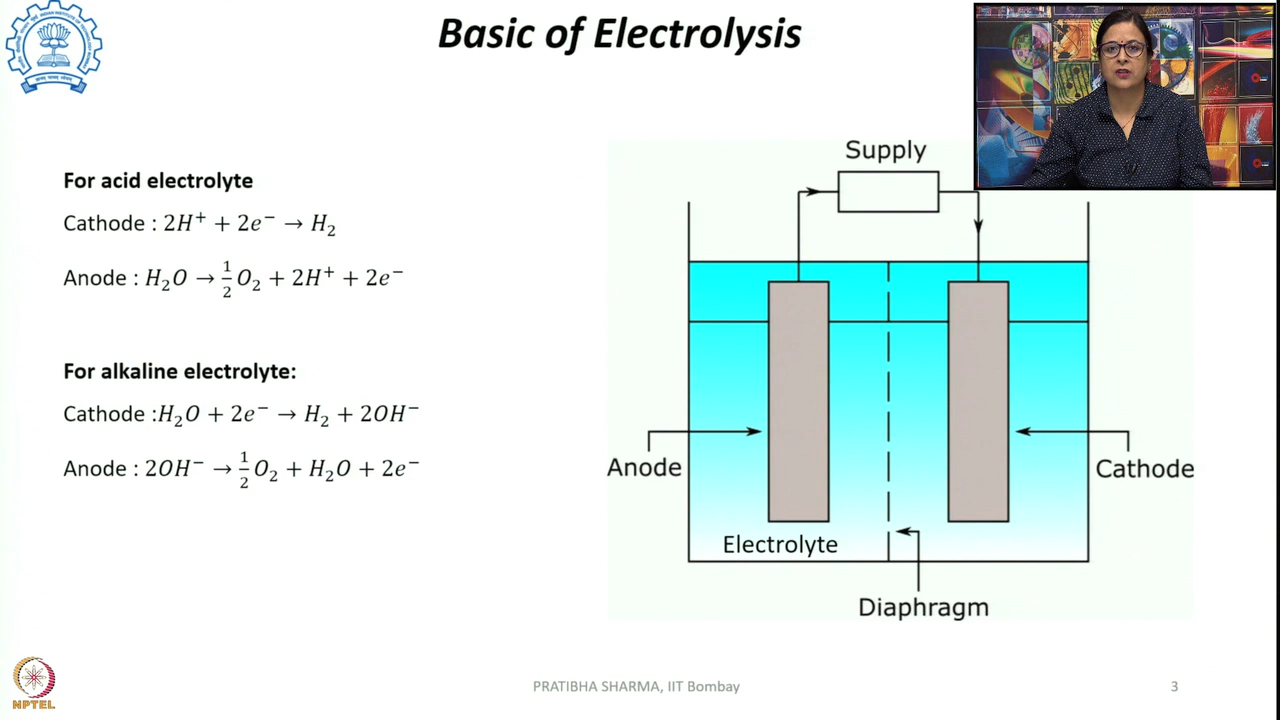 Basic of Electrolysis
For acid electrolyte
Cathode : 2H⁺ + 2e⁻ → H₂
Anode : H₂O → ½O₂ + 2H⁺ + 2e⁻
For alkaline electrolyte:
Cathode :H₂O + 2e⁻ → H₂ + 2OH⁻
Anode : 2OH⁻ → ½O₂ + H₂O + 2e⁻
Supply
Anode
Cathode
Electrolyte
Diaphragm
NPTEL
PRATIBHA SHARMA, IIT Bombay
3